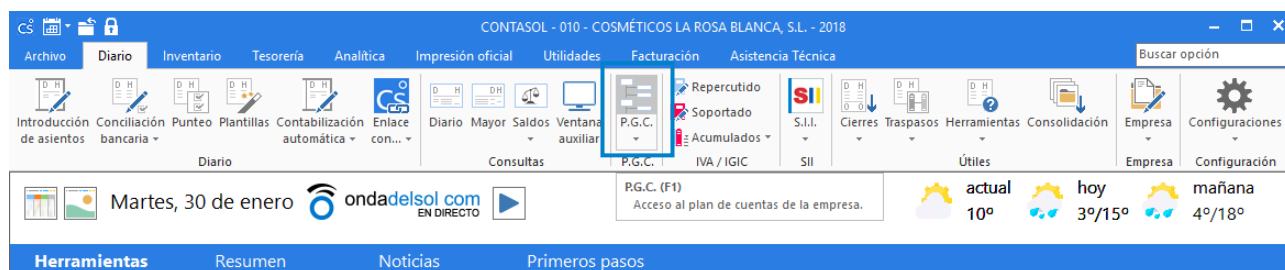 CONTASOL - 010 - COSMÉTICOS LA ROSA BLANCA, S.L. - 2018
Archivo Diario Inventario Tesorería Analítica Impresión oficial Utilidades Facturación Asistencia Técnica Buscar opción
Introducción de asientos
Conciliación bancaria
Punteo
Plantillas
Contabilización automática
Enlace con...
Diario
Diario
Mayor
Saldos
Ventana auxiliar
Consultas
P.G.C.
P.G.C.
Repercutido
Soportado
Acumulados
IVA / IGIC
SII
S.I.I.
SII
Cierres
Traspasos
Herramientas
Consolidación
Útiles
Empresa
Empresa
Configuraciones
Configuración
Martes, 30 de enero
ondadelsol com
EN DIRECTO
P.G.C. (F1)
Acceso al plan de cuentas de la empresa.
actual
10º
hoy
3º/15º
mañana
4º/18º
Herramientas Resumen Noticias Primeros pasos